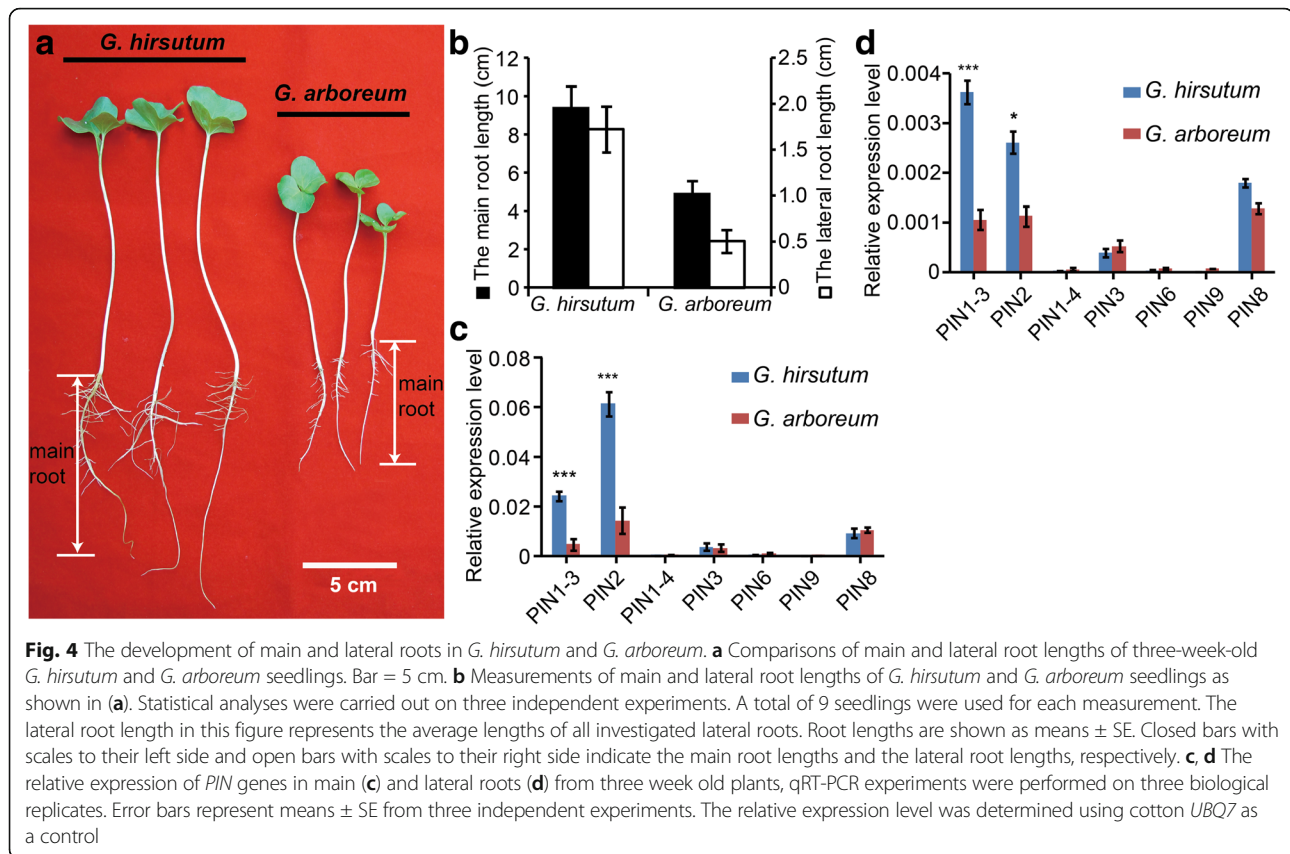 a
G. hirsutum
G. arboreum
main
root
main
root
5 cm
b
12
10
8
6
4
2
0
The main root length (cm)
2.5
2.0
1.5
1.0
0.5
0
The lateral root length (cm)
G. hirsutum
G. arboreum
c
0.08
0.06
0.04
0.02
0
Relative expression level
G. hirsutum
G. arboreum
***
***
PIN1-3
PIN2
PIN1-4
PIN3
PIN6
PIN9
PIN8
d
0.004
0.003
0.002
0.001
0
Relative expression level
G. hirsutum
G. arboreum
***
*
PIN1-3
PIN2
PIN1-4
PIN3
PIN6
PIN9
PIN8
Fig. 4 The development of main and lateral roots in G. hirsutum and G. arboreum. a Comparisons of main and lateral root lengths of three-week-old
G. hirsutum and G. arboreum seedlings. Bar = 5 cm. b Measurements of main and lateral root lengths of G. hirsutum and G. arboreum seedlings as
shown in (a). Statistical analyses were carried out on three independent experiments. A total of 9 seedlings were used for each measurement. The
lateral root length in this figure represents the average lengths of all investigated lateral roots. Root lengths are shown as means ± SE. Closed bars with
scales to their left side and open bars with scales to their right side indicate the main root lengths and the lateral root lengths, respectively. c, d The
relative expression of PIN genes in main (c) and lateral roots (d) from three week old plants, qRT-PCR experiments were performed on three biological
replicates. Error bars represent means ± SE from three independent experiments. The relative expression level was determined using cotton UBQ7 as
a control